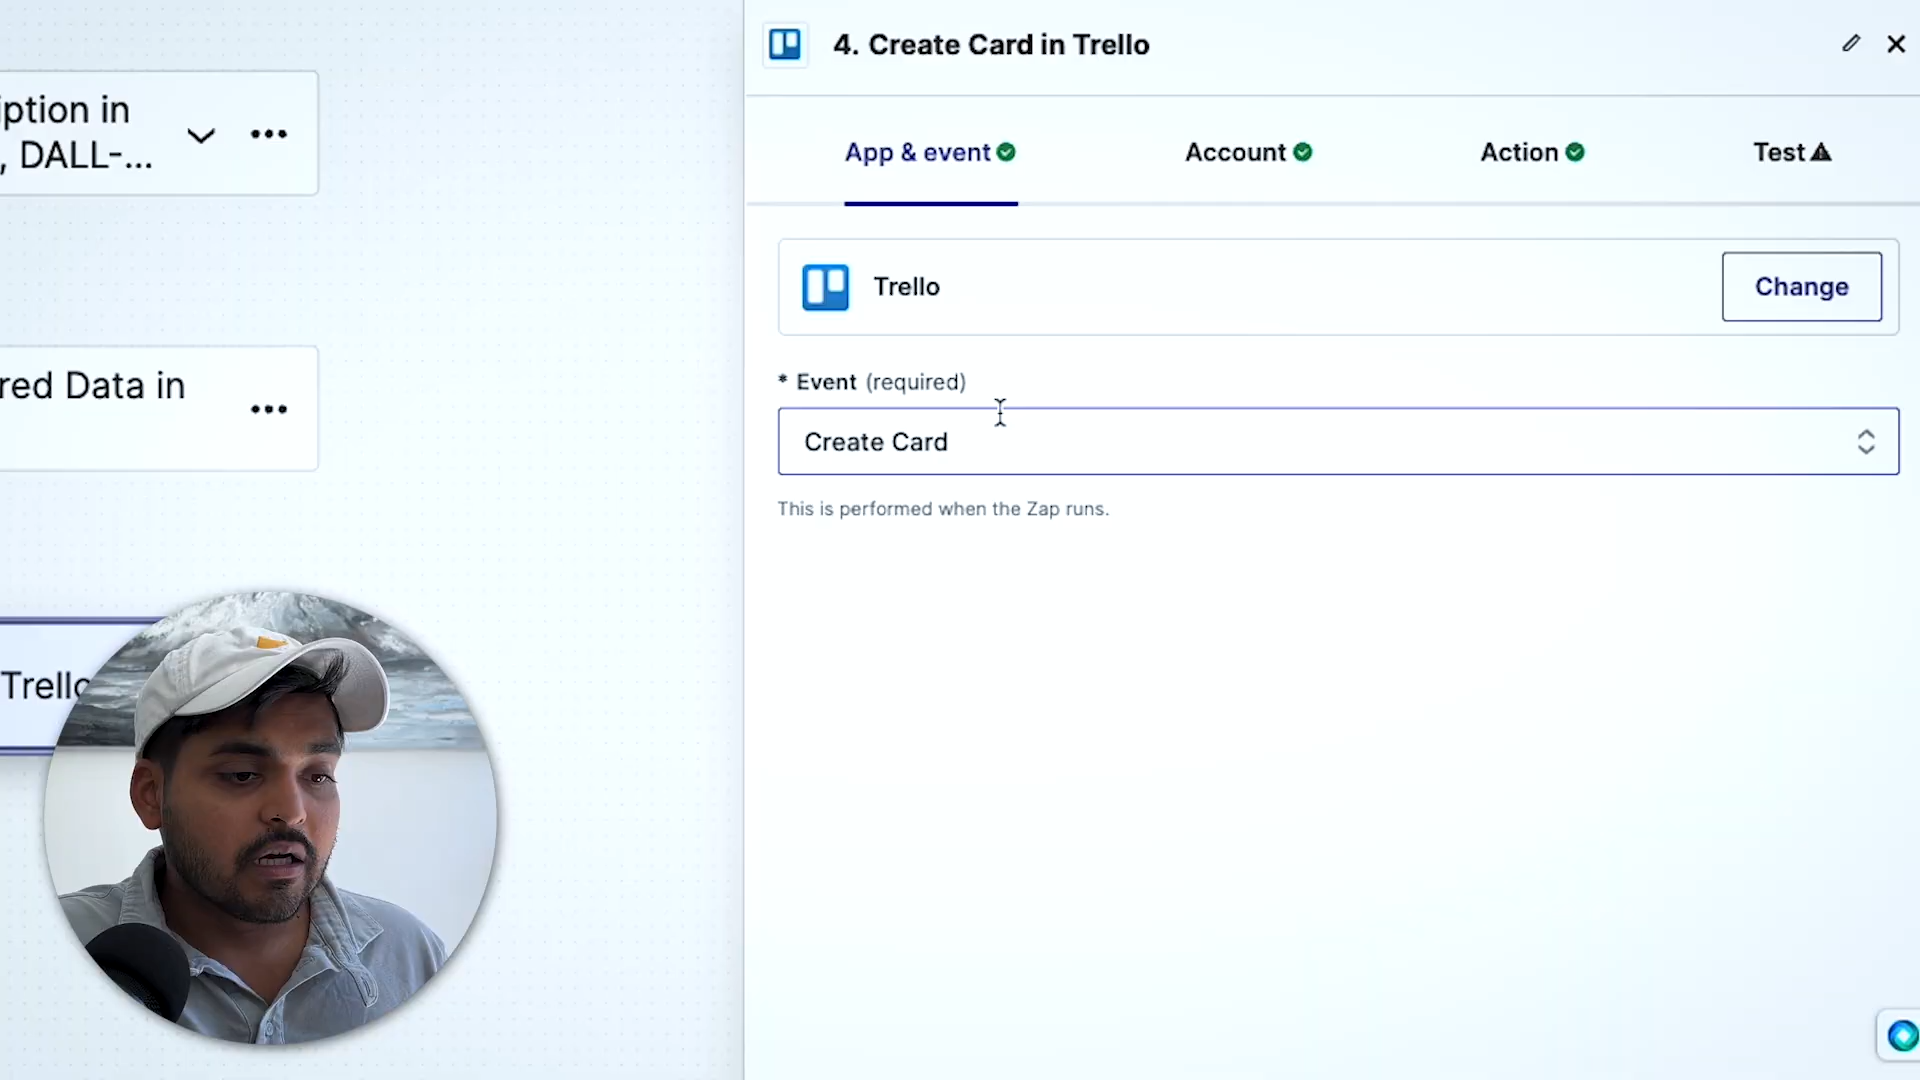 4. Create Card in Trello
iption in
, DALL-...
App & event
Account
Action
Test
Trello
Change
* Event (required)
red Data in
Create Card
This is performed when the Zap runs.
Trello